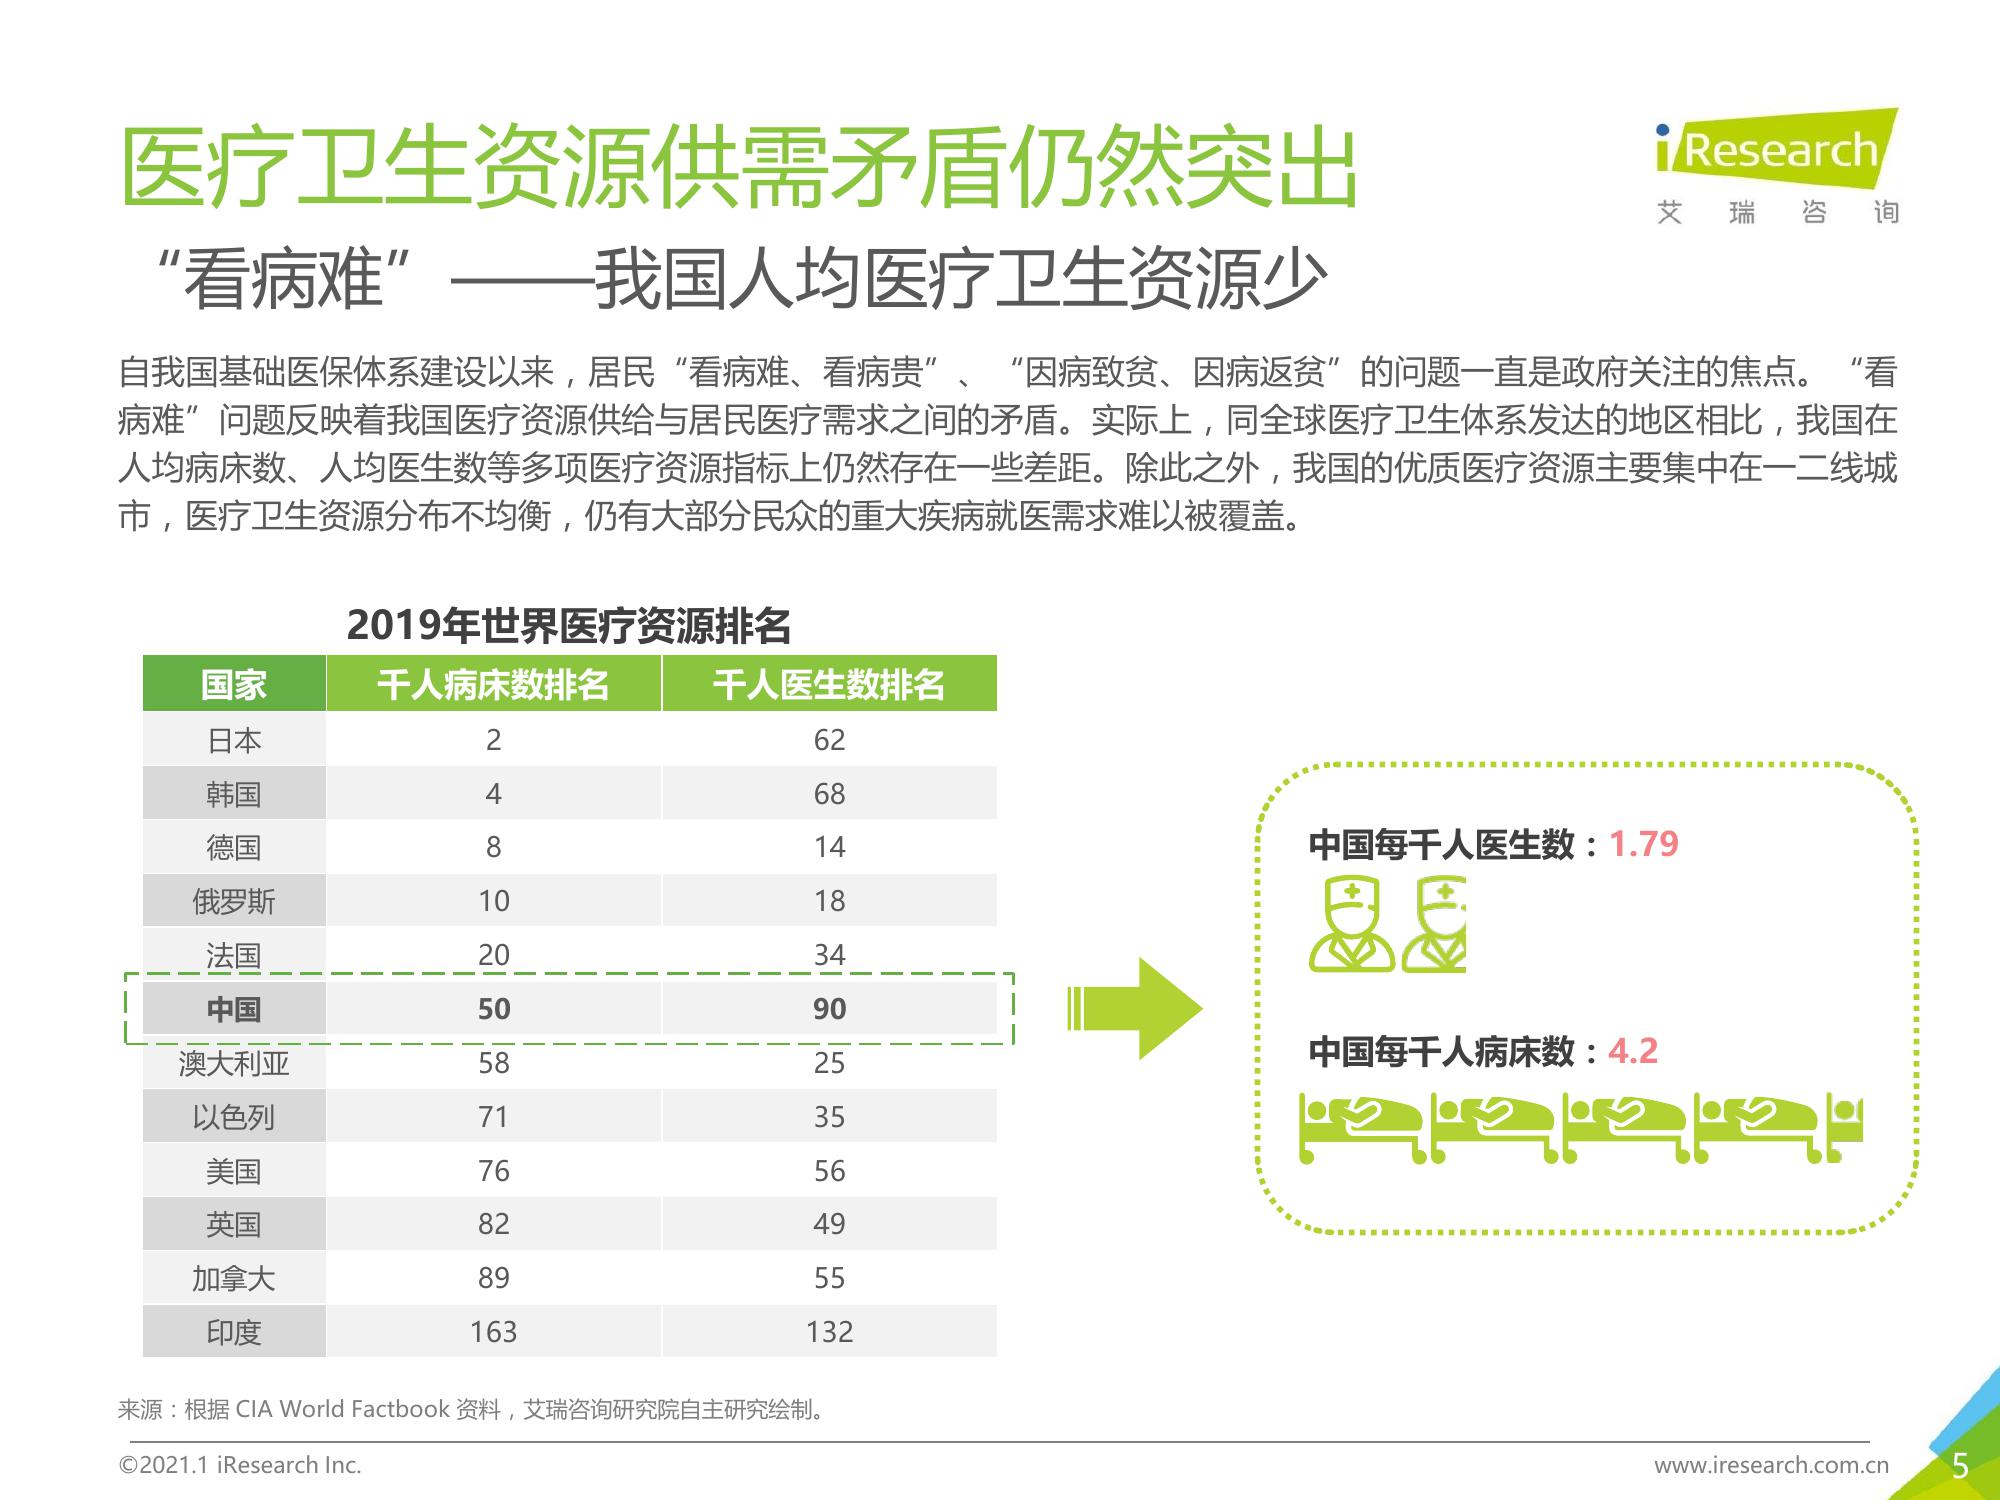 医疗卫生资源供需矛盾仍然突出
iResearch
艾瑞咨询
“看病难”——我国人均医疗卫生资源少
自我国基础医保体系建设以来，居民“看病难、看病贵”、“因病致贫、因病返贫”的问题一直是政府关注的焦点。“看
病难”问题反映着我国医疗资源供给与居民医疗需求之间的矛盾。实际上，同全球医疗卫生体系发达的地区相比，我国在
人均病床数、人均医生数等多项医疗资源指标上仍然存在一些差距。除此之外，我国的优质医疗资源主要集中在一二线城
市，医疗卫生资源分布不均衡，仍有大部分民众的重大疾病就医需求难以被覆盖。
2019年世界医疗资源排名
国家 千人病床数排名 千人医生数排名
日本 2 62
韩国 4 68
德国 8 14
俄罗斯 10 18
法国 20 34
中国 50 90
澳大利亚 58 25
以色列 71 35
美国 76 56
英国 82 49
加拿大 89 55
印度 163 132
中国每千人医生数：1.79
中国每千人病床数：4.2
来源：根据 CIA World Factbook 资料，艾瑞咨询研究院自主研究绘制。
©2021.1 iResearch Inc.
www.iresearch.com.cn
5